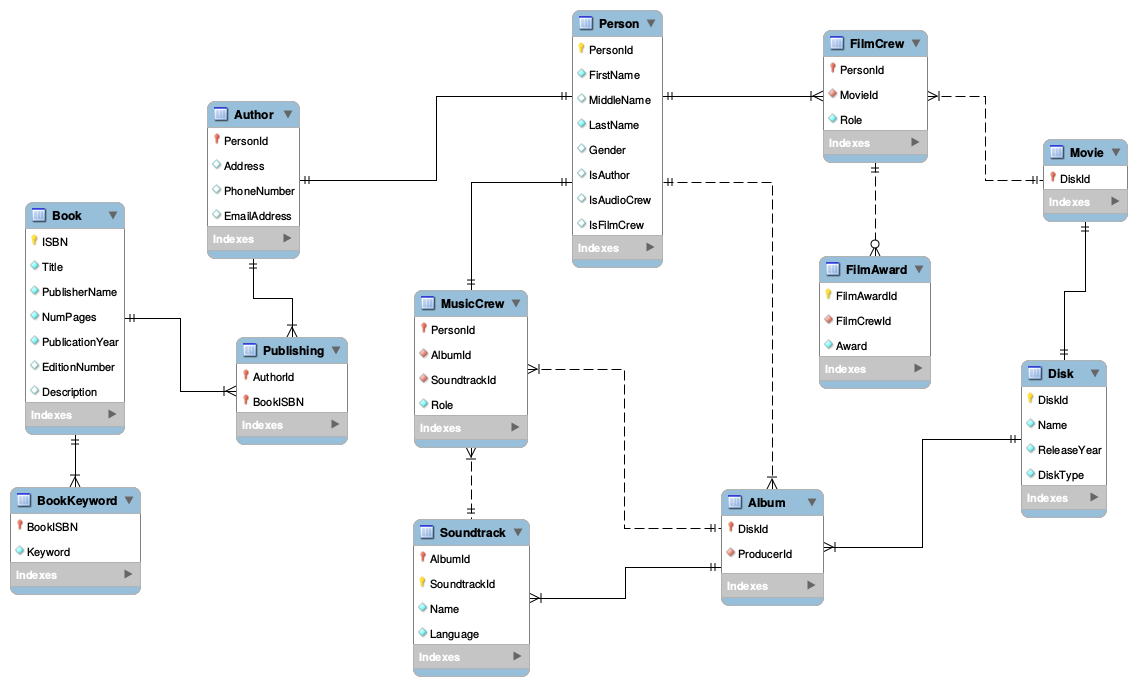 Person
PersonId
FirstName
MiddleName
LastName
Gender
IsAuthor
IsAudioCrew
IsFilmCrew
Indexes
FilmCrew
PersonId
MovieId
Role
Indexes
Author
PersonId
Address
PhoneNumber
EmailAddress
Indexes
Movie
DiskId
Indexes
Book
ISBN
Title
PublisherName
NumPages
PublicationYear
EditionNumber
Description
Indexes
FilmAward
FilmAwardId
FilmCrewId
Award
Indexes
MusicCrew
PersonId
AlbumId
SoundtrackId
Role
Indexes
Publishing
AuthorId
BookISBN
Indexes
Disk
DiskId
Name
ReleaseYear
DiskType
Indexes
BookKeyword
BookISBN
Keyword
Indexes
Album
DiskId
ProducerId
Indexes
Soundtrack
AlbumId
SoundtrackId
Name
Language
Indexes